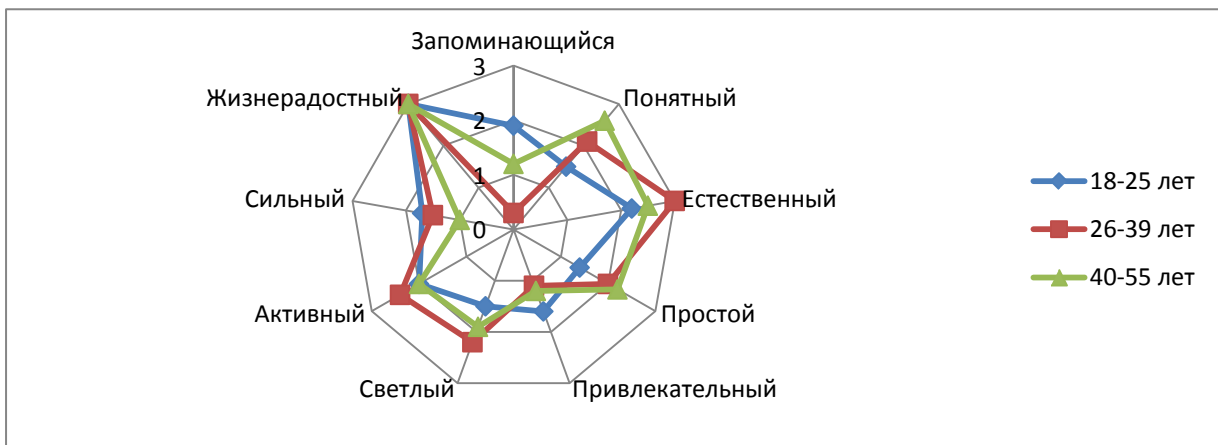 Запоминающийся
3
Жизнерадостный
Понятный
2
1
Сильный
Естественный
18-25 лет
0
26-39 лет
40-55 лет
Активный
Простой
Светлый
Привлекательный